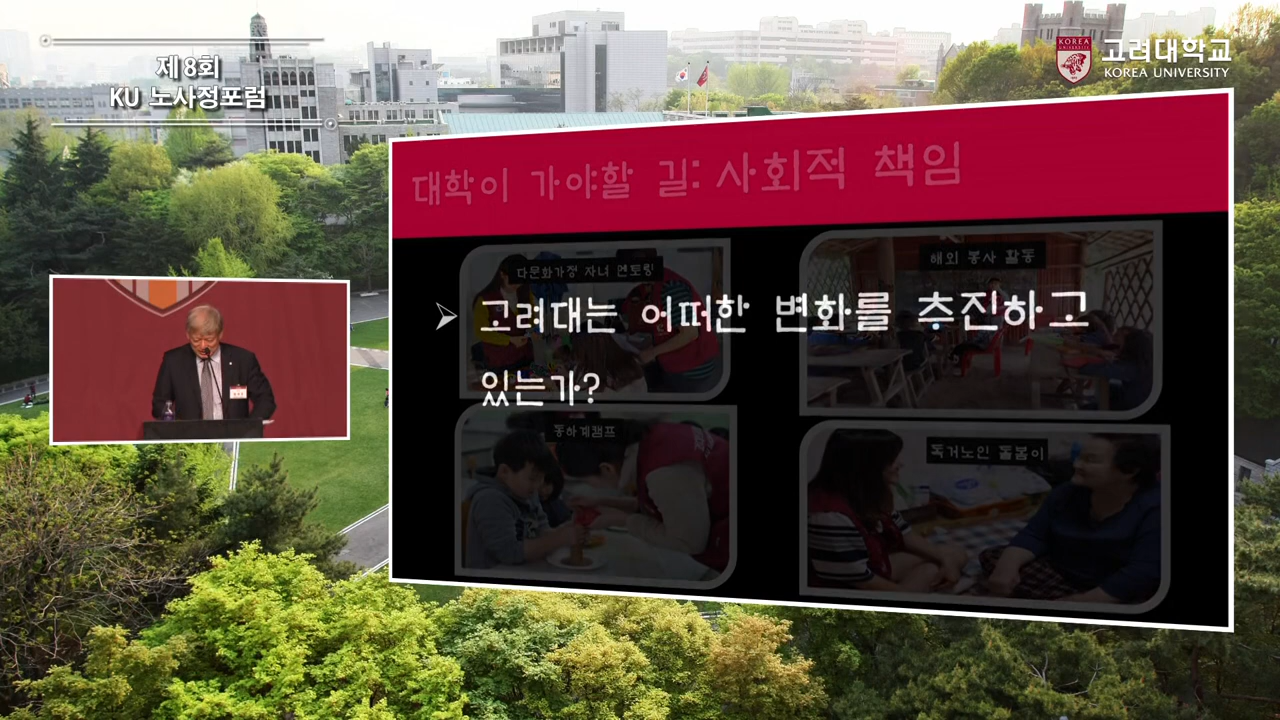 제8회
KU 노사정포럼
KOREA
UNIVERSITY
고려대학교
KOREA UNIVERSITY
대학이 가야할 길: 사회적 책임
다문화가정 자녀 멘토링
해외 봉사 활동
➢ 고려대는 어떠한 변화를 추진하고
있는가?
동하계캠프
독거노인 돌봄이